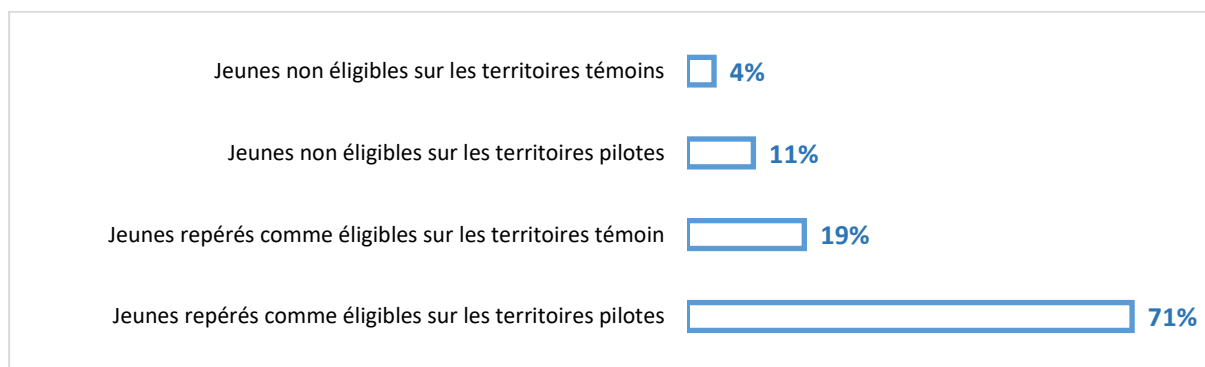 Jeunes non éligibles sur les territoires témoins 4%
Jeunes non éligibles sur les territoires pilotes 11%
Jeunes repérés comme éligibles sur les territoires témoin 19%
Jeunes repérés comme éligibles sur les territoires pilotes 71%